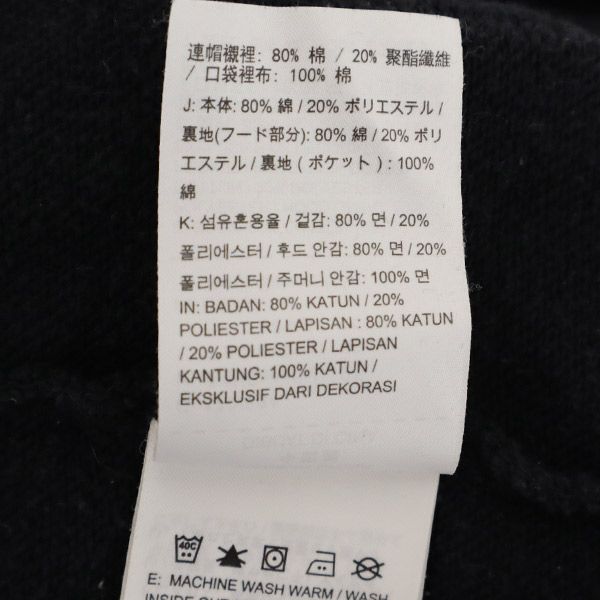 連帽襯裡: 80% 棉 / 20% 聚酯纖維
/ 口袋裡布: 100% 棉
J: 本体: 80% 綿 / 20% ポリエステル /
裏地(フード部分): 80% 綿 / 20% ポリ
エステル / 裏地 ( ポケット ) : 100%
綿
K: 섬유혼용율 / 겉감: 80% 면 / 20%
폴리에스터 / 후드 안감: 80% 면 / 20%
폴리에스터 / 주머니 안감: 100% 면
IN: BADAN: 80% KATUN / 20%
POLIESTER / LAPISAN : 80% KATUN
/ 20% POLIESTER / LAPISAN
KANTUNG: 100% KATUN /
EKSKLUSIF DARI DEKORASI
40C
E: MACHINE WASH WARM / WASH
INSIDE